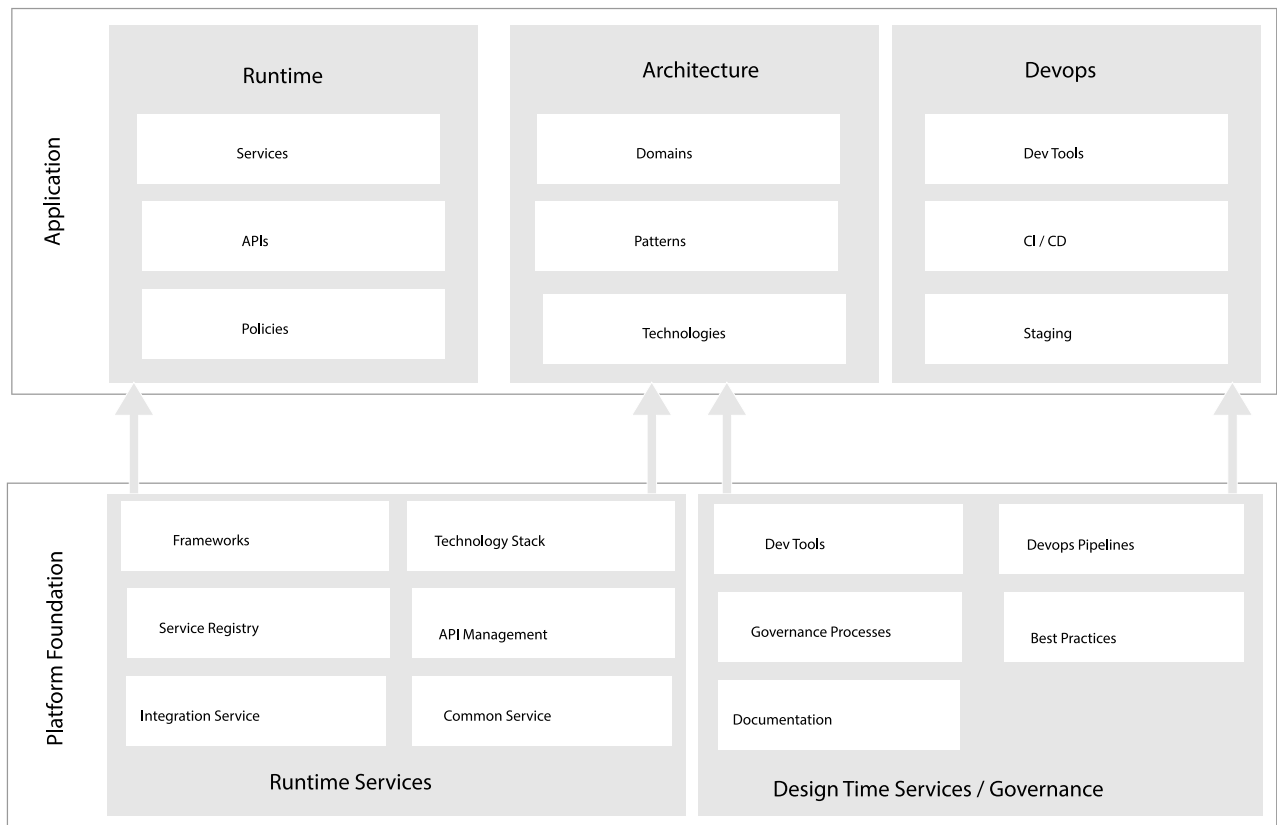 Application
Runtime
Services
APIs
Policies
Architecture
Domains
Patterns
Technologies
Devops
Dev Tools
CI / CD
Staging
Platform Foundation
Frameworks
Technology Stack
Service Registry
API Management
Integration Service
Common Service
Runtime Services
Dev Tools
Devops Pipelines
Governance Processes
Best Practices
Documentation
Design Time Services / Governance